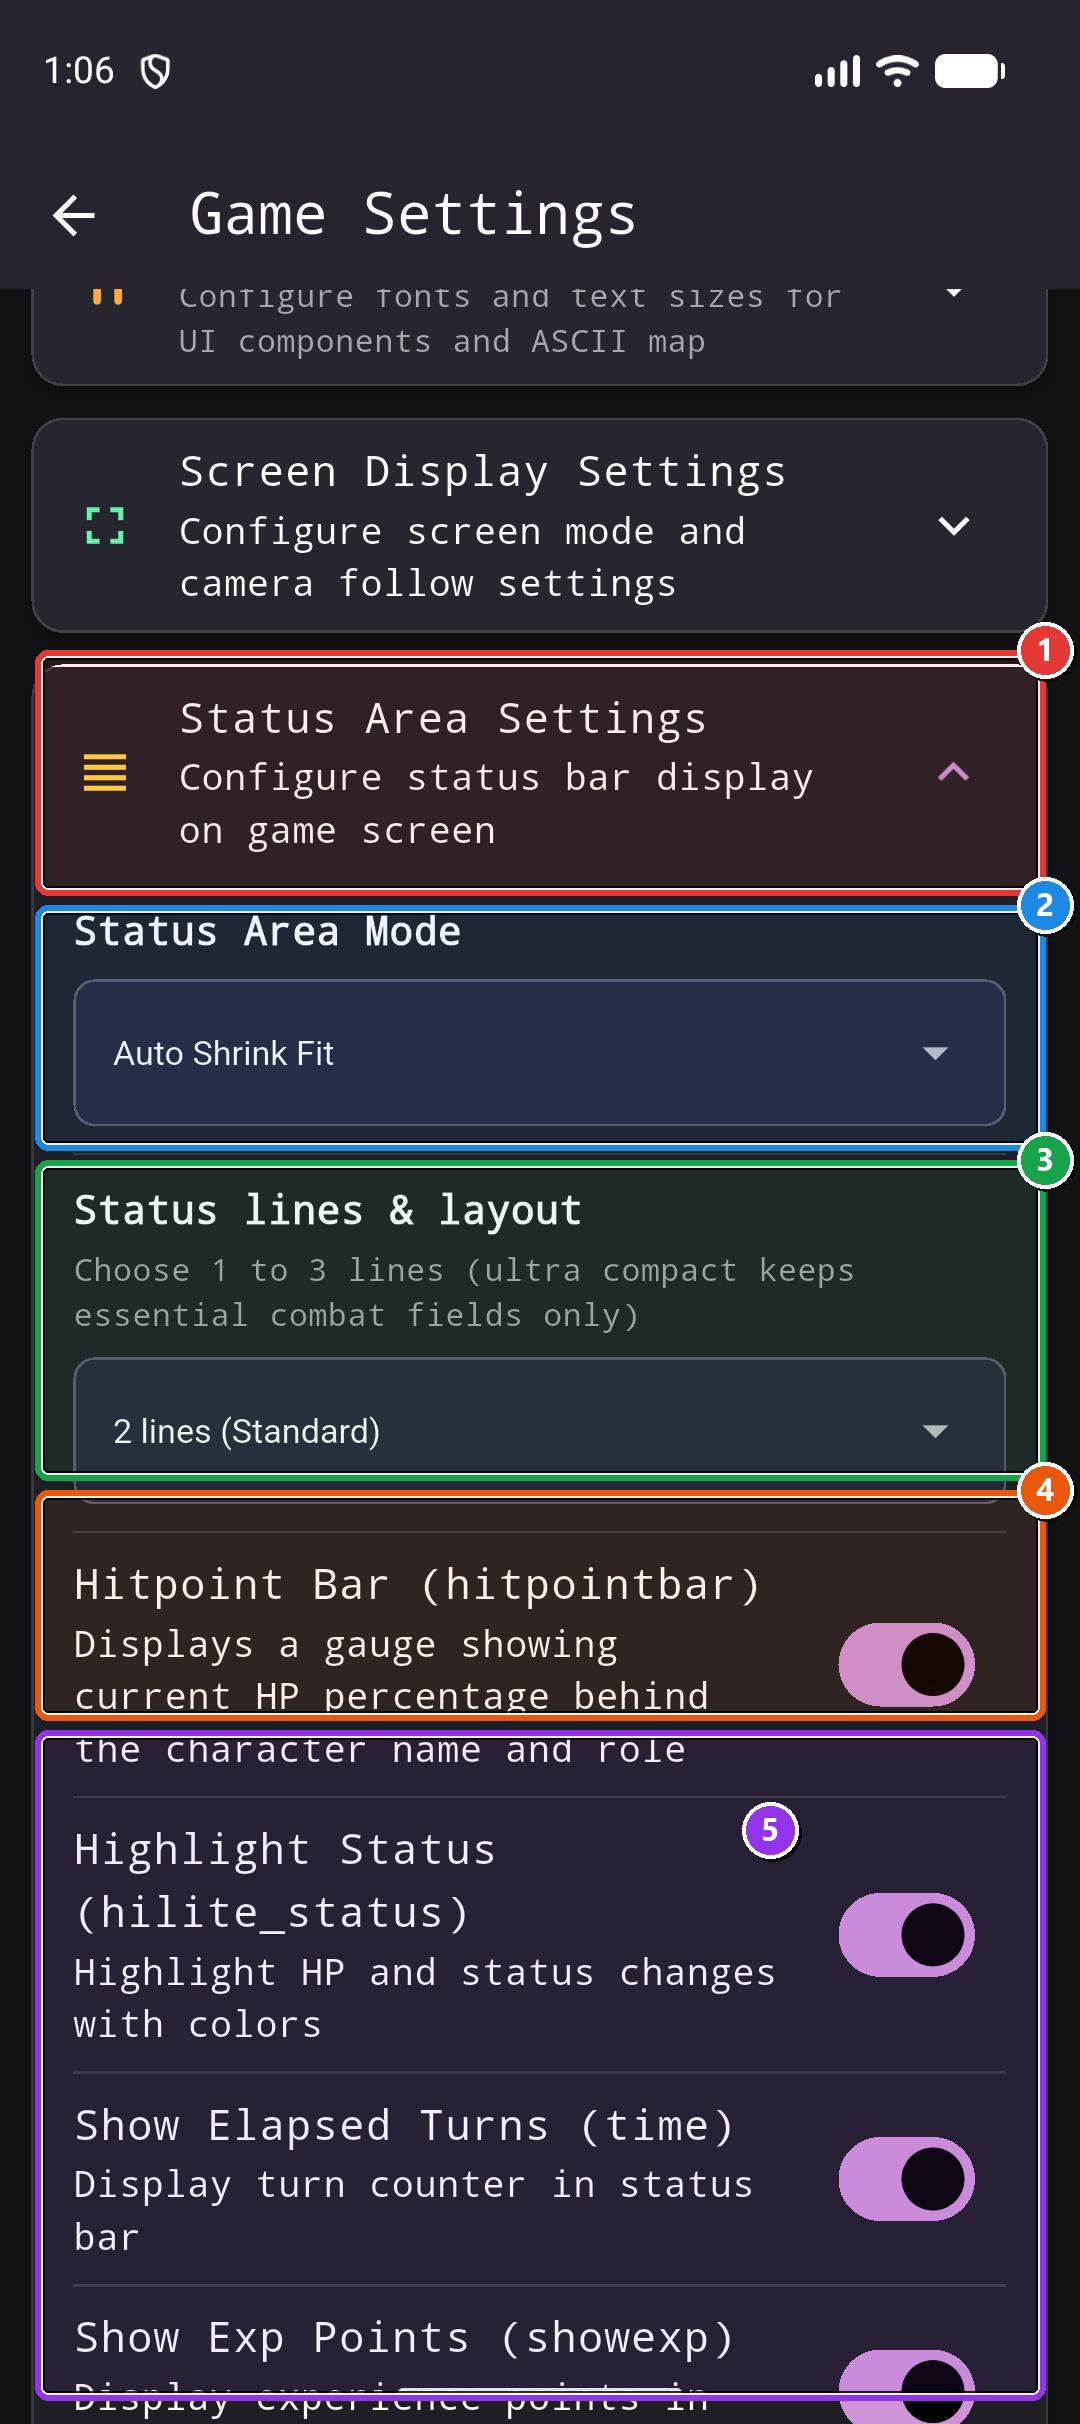 1:06
Game Settings
Configure fonts and text sizes for
UI components and ASCII map
Screen Display Settings
Configure screen mode and
camera follow settings
1
Status Area Settings
Configure status bar display
on game screen
2
Status Area Mode
Auto Shrink Fit
3
Status lines & layout
Choose 1 to 3 lines (ultra compact keeps
essential combat fields only)
2 lines (Standard)
4
Hitpoint Bar (hitpointbar)
Displays a gauge showing
current HP percentage behind
the character name and role
5
Highlight Status
(hilite_status)
Highlight HP and status changes
with colors
Show Elapsed Turns (time)
Display turn counter in status
bar
Show Exp Points (showexp)
Display experience points in